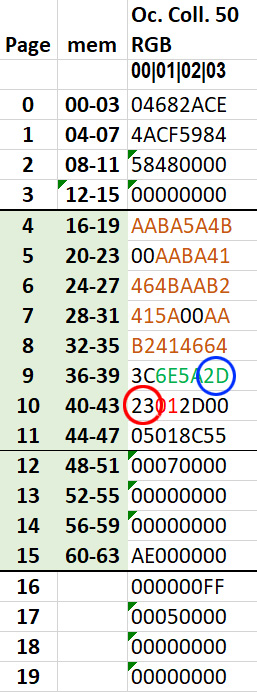 Oc. Coll. 50
Page mem RGB
00|01|02|03
0 00-03 04682ACE
1 04-07 4ACF5984
2 08-11 58480000
3 12-15 00000000
4 16-19 AABA5A4B
5 20-23 00AABA41
6 24-27 464BAAB2
7 28-31 415A00AA
8 32-35 B2414664
9 36-39 3C6E5A2D
10 40-43 23012D00
11 44-47 05018C55
12 48-51 00070000
13 52-55 00000000
14 56-59 00000000
15 60-63 AE000000
16 000000FF
17 00050000
18 00000000
19 00000000